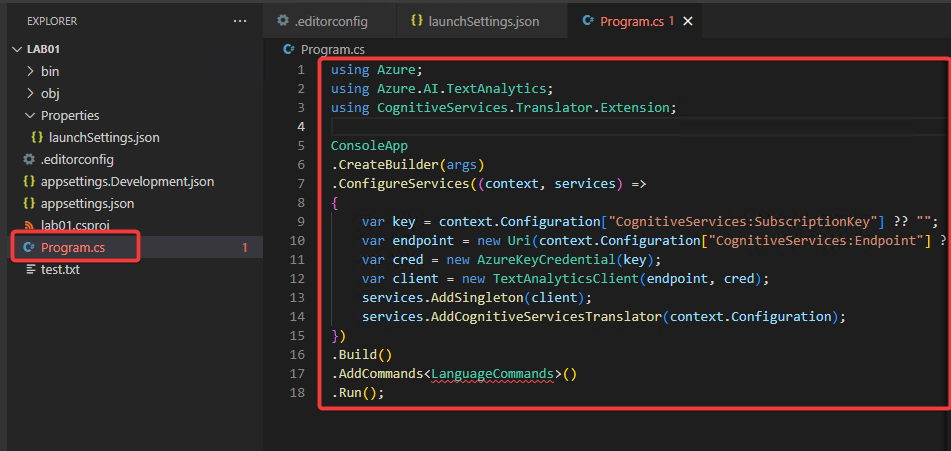 EXPLORER
...
LAB01
bin
obj
Properties
{} launchSettings.json
.editorconfig
{} appsettings.Development.json
{} appsettings.json
lab01.csproj
C# Program.cs 1
test.txt
.editorconfig
{} launchSettings.json
C# Program.cs 1
C# Program.cs
1 using Azure;
2 using Azure.AI.TextAnalytics;
3 using CognitiveServices.Translator.Extension;
4
5 ConsoleApp
6 .CreateBuilder(args)
7 .ConfigureServices((context, services) =>
8 {
9 var key = context.Configuration["CognitiveServices:SubscriptionKey"] ?? "";
10 var endpoint = new Uri(context.Configuration["CognitiveServices:Endpoint"] ?
11 var cred = new AzureKeyCredential(key);
12 var client = new TextAnalyticsClient(endpoint, cred);
13 services.AddSingleton(client);
14 services.AddCognitiveServicesTranslator(context.Configuration);
15 })
16 .Build()
17 .AddCommands<LanguageCommands>()
18 .Run();